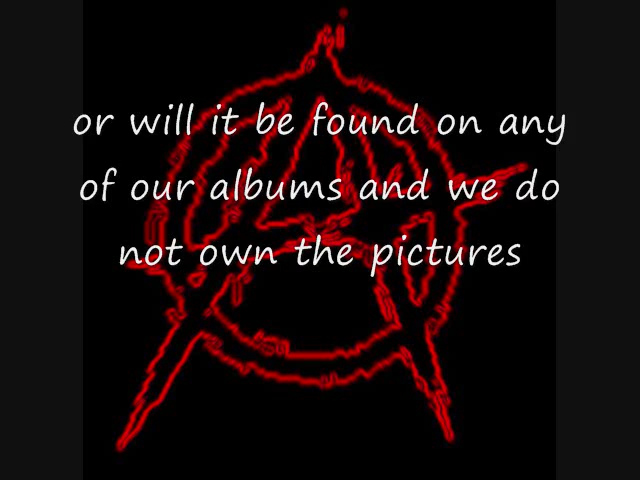 or will it be found on any
of our albums and we do
not own the pictures